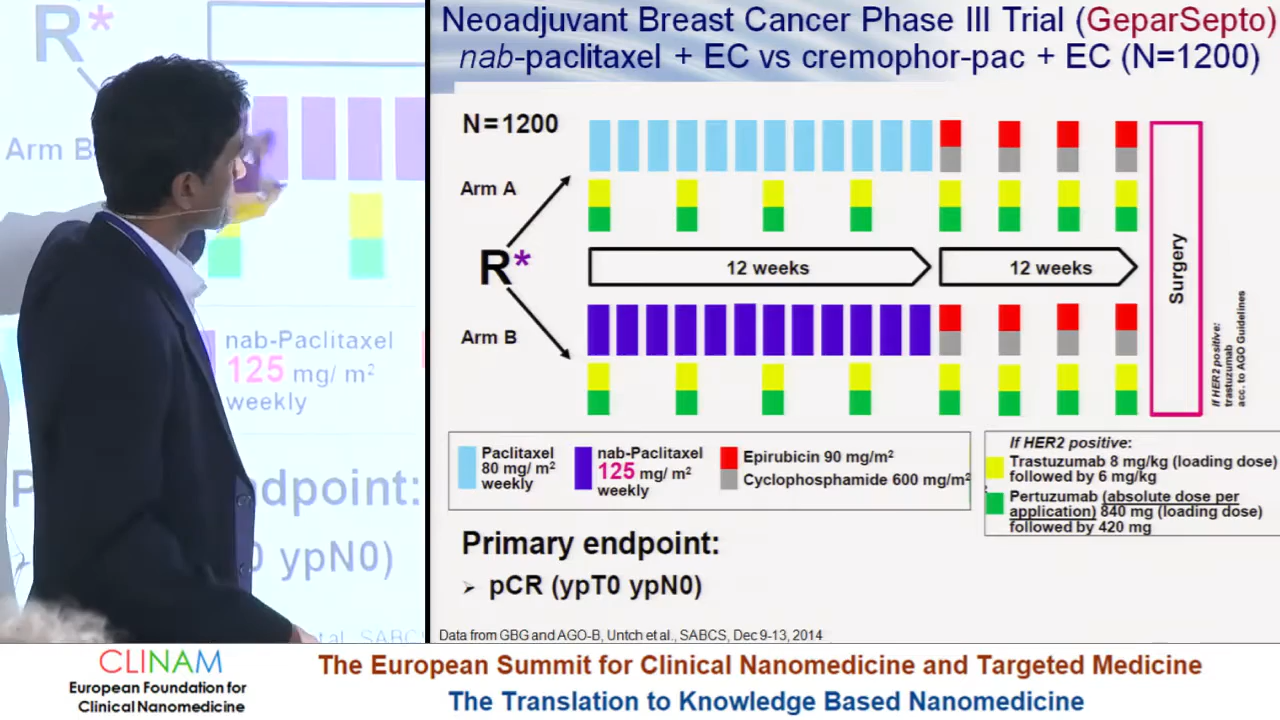 R*
Arm B
nab-Paclitaxel
125 mg/ m²
weekly
dpoint:
ypN0)
Neoadjuvant Breast Cancer Phase III Trial (GeparSepto)
nab-paclitaxel + EC vs cremophor-pac + EC (N=1200)
N=1200
Arm A
R*
12 weeks
12 weeks
Arm B
Surgery
If HER2 positive:
trastuzumab
acc. to AGO Guidelines
Paclitaxel
80 mg/ m²
weekly
nab-Paclitaxel
125 mg/ m²
weekly
Epirubicin 90 mg/m²
Cyclophosphamide 600 mg/m²
If HER2 positive:
Trastuzumab 8 mg/kg (loading dose)
followed by 6 mg/kg
Pertuzumab (absolute dose per
application) 840 mg (loading dose)
followed by 420 mg
Primary endpoint:
➢ pCR (ypT0 ypN0)
Data from GBG and AGO-B, Untch et al., SABCS, Dec 9-13, 2014
CLINAM
European Foundation for
Clinical Nanomedicine
The European Summit for Clinical Nanomedicine and Targeted Medicine
The Translation to Knowledge Based Nanomedicine